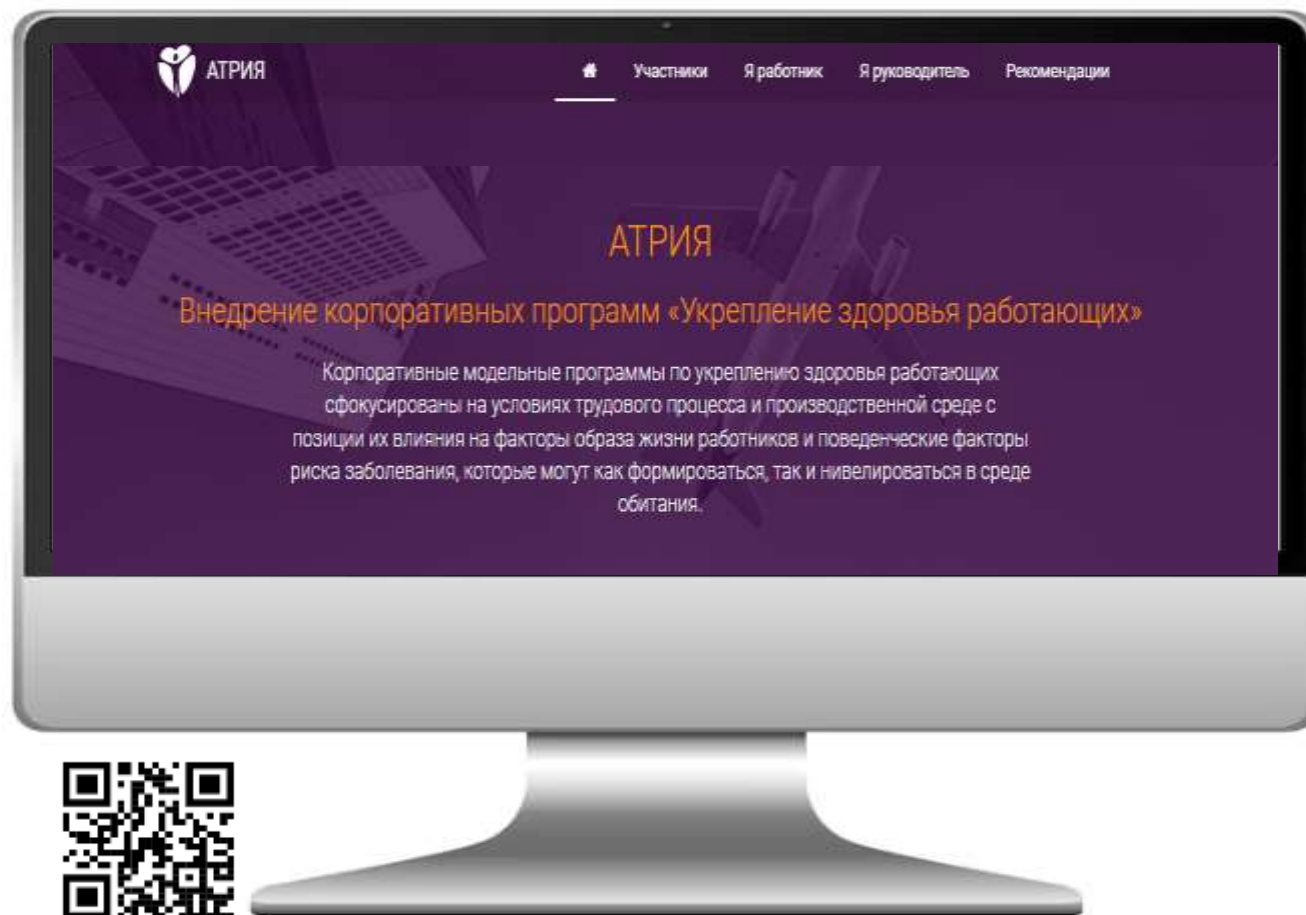 АТРИЯ
Участники Я работник Я руководитель Рекомендации
АТРИЯ
Внедрение корпоративных программ «Укрепление здоровья работающих»
Корпоративные модельные программы по укреплению здоровья работающих
сфокусированы на условиях трудового процесса и производственной среде с
позиции их влияния на факторы образа жизни работников и поведенческие факторы
риска заболевания, которые могут как формироваться, так и нивелироваться в среде
обитания.